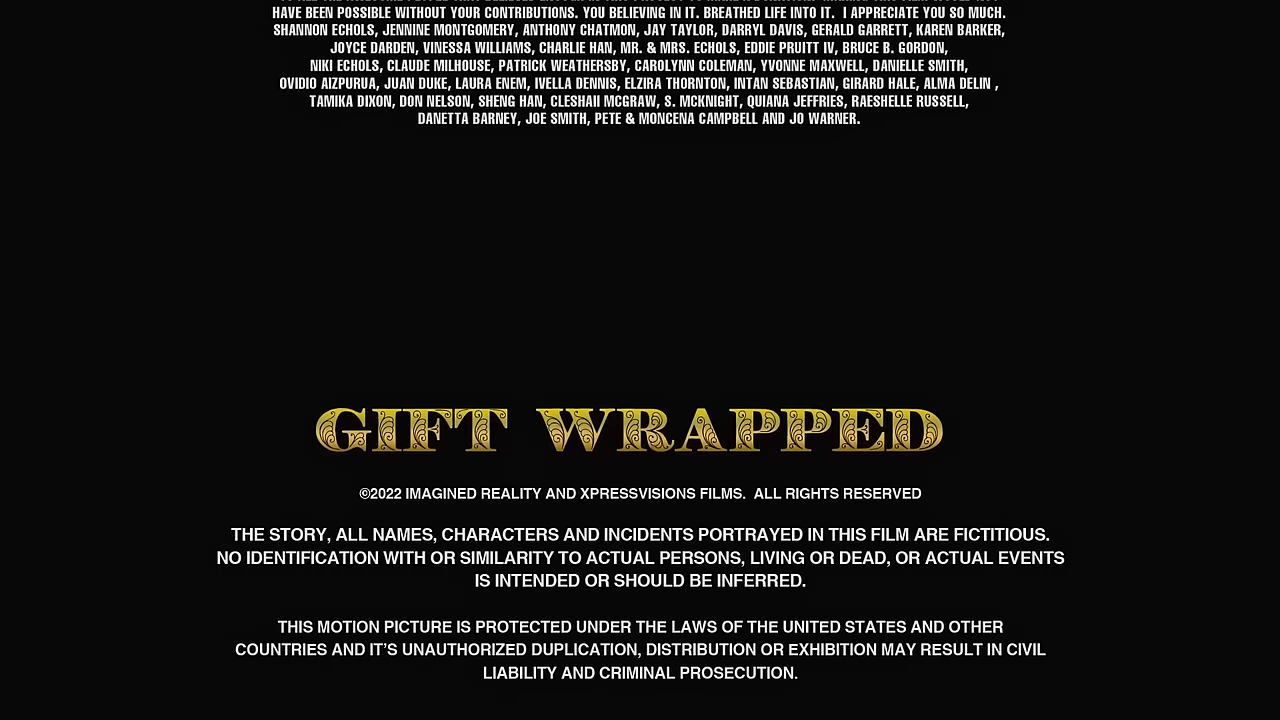 HAVE BEEN POSSIBLE WITHOUT YOUR CONTRIBUTIONS. YOU BELIEVING IN IT. BREATHED LIFE INTO IT. I APPRECIATE YOU SO MUCH.
SHANNON ECHOLS, JENNINE MONTGOMERY, ANTHONY CHATMON, JAY TAYLOR, DARRYL DAVIS, GERALD GARRETT, KAREN BARKER,
JOYCE DARDEN, VINESSA WILLIAMS, CHARLIE HAN, MR. & MRS. ECHOLS, EDDIE PRUITT IV, BRUCE B. GORDON,
NIKI ECHOLS, CLAUDE MILHOUSE, PATRICK WEATHERSBY, CAROLYNN COLEMAN, YVONNE MAXWELL, DANIELLE SMITH,
OVIDIO AIZPURUA, JUAN DUKE, LAURA ENEM, IVELLA DENNIS, ELZIRA THORNTON, INTAN SEBASTIAN, GIRARD HALE, ALMA DELIN ,
TAMIKA DIXON, DON NELSON, SHENG HAN, CLESHAII MCGRAW, S. MCKNIGHT, QUIANA JEFFRIES, RAESHELLE RUSSELL,
DANETTA BARNEY, JOE SMITH, PETE & MONCENA CAMPBELL AND JO WARNER.
GIFT WRAPPED
©2022 IMAGINED REALITY AND XPRESSVISIONS FILMS. ALL RIGHTS RESERVED
THE STORY, ALL NAMES, CHARACTERS AND INCIDENTS PORTRAYED IN THIS FILM ARE FICTITIOUS.
NO IDENTIFICATION WITH OR SIMILARITY TO ACTUAL PERSONS, LIVING OR DEAD, OR ACTUAL EVENTS
IS INTENDED OR SHOULD BE INFERRED.
THIS MOTION PICTURE IS PROTECTED UNDER THE LAWS OF THE UNITED STATES AND OTHER
COUNTRIES AND IT'S UNAUTHORIZED DUPLICATION, DISTRIBUTION OR EXHIBITION MAY RESULT IN CIVIL
LIABILITY AND CRIMINAL PROSECUTION.